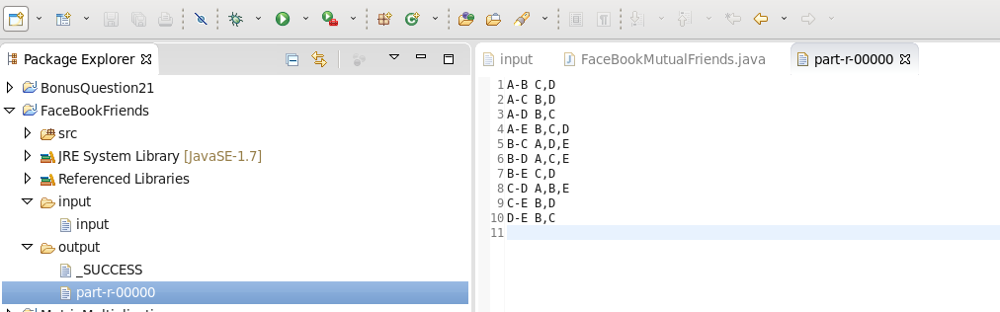 Package Explorer
BonusQuestion21
FaceBookFriends
src
JRE System Library [JavaSE-1.7]
Referenced Libraries
input
input
output
_SUCCESS
part-r-00000
input
FaceBookMutualFriends.java
part-r-00000
1 A-B C,D
2 A-C B,D
3 A-D B,C
4 A-E B,C,D
5 B-C A,D,E
6 B-D A,C,E
7 B-E C,D
8 C-D A,B,E
9 C-E B,D
10 D-E B,C
11